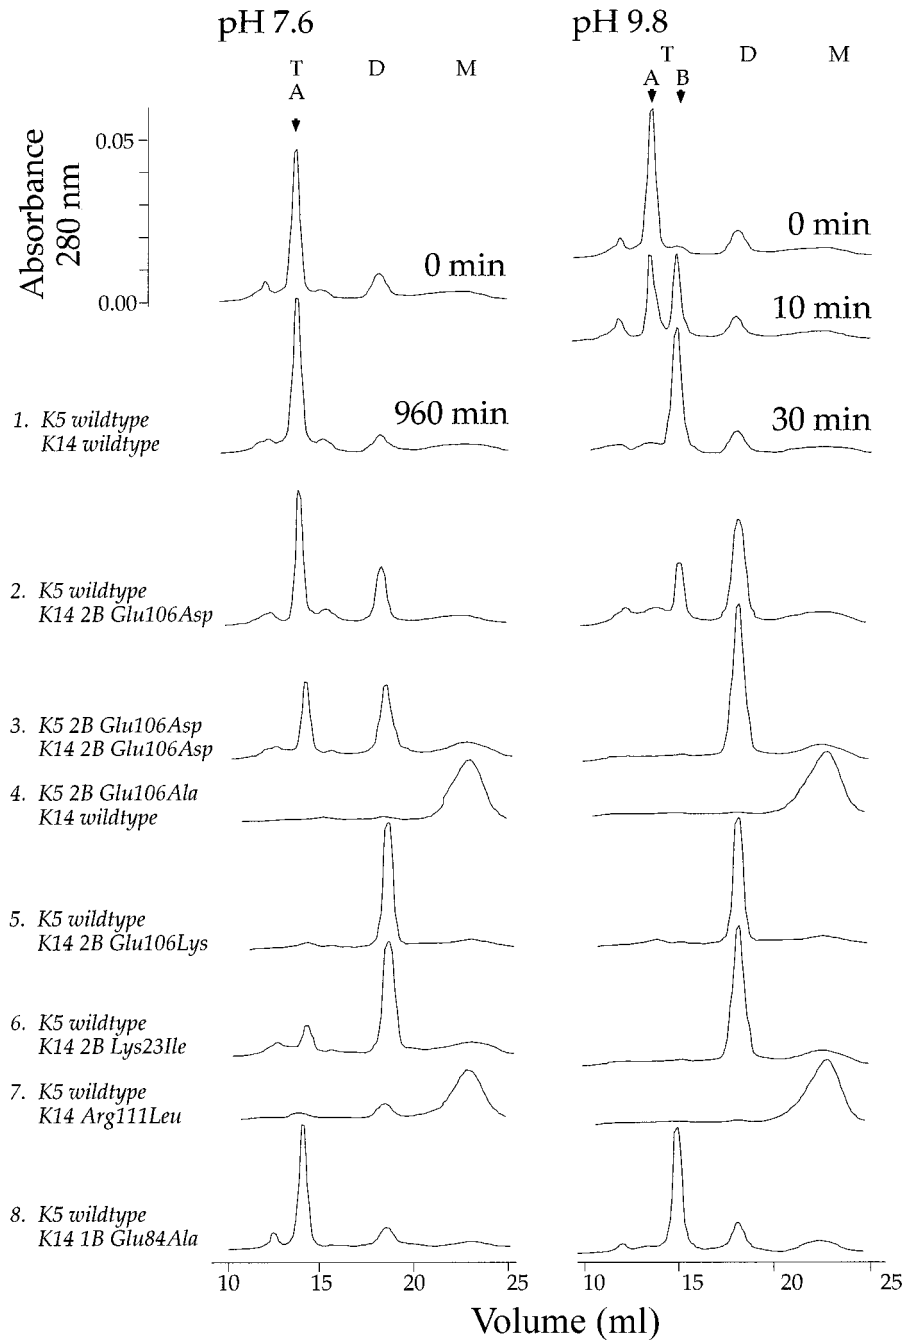 pH 7.6
pH 9.8
T D M
A
T D M
A B
Absorbance
280 nm
0.05
0.00
0 min
0 min
10 min
960 min
30 min
1. K5 wildtype
K14 wildtype
2. K5 wildtype
K14 2B Glu106Asp
3. K5 2B Glu106Asp
K14 2B Glu106Asp
4. K5 2B Glu106Ala
K14 wildtype
5. K5 wildtype
K14 2B Glu106Lys
6. K5 wildtype
K14 2B Lys23Ile
7. K5 wildtype
K14 Arg111Leu
8. K5 wildtype
K14 1B Glu84Ala
10 15 20 25
10 15 20 25
Volume (ml)